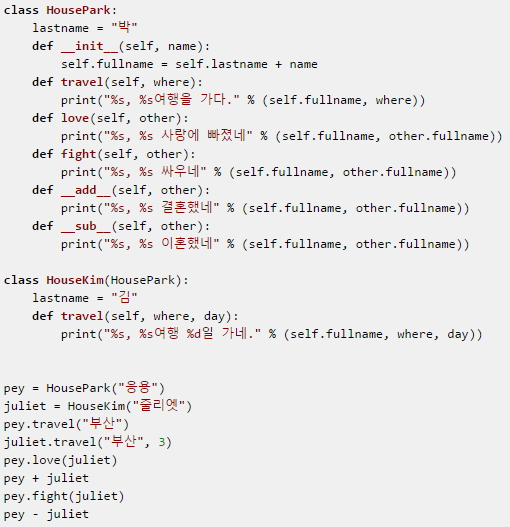 class HousePark:
    lastname = "박"
    def __init__(self, name):
        self.fullname = self.lastname + name
    def travel(self, where):
        print("%s, %s여행을 가다." % (self.fullname, where))
    def love(self, other):
        print("%s, %s 사랑에 빠졌네" % (self.fullname, other.fullname))
    def fight(self, other):
        print("%s, %s 싸우네" % (self.fullname, other.fullname))
    def __add__(self, other):
        print("%s, %s 결혼했네" % (self.fullname, other.fullname))
    def __sub__(self, other):
        print("%s, %s 이혼했네" % (self.fullname, other.fullname))

class HouseKim(HousePark):
    lastname = "김"
    def travel(self, where, day):
        print("%s, %s여행 %d일 가네." % (self.fullname, where, day))


pey = HousePark("응용")
juliet = HouseKim("줄리엣")
pey.travel("부산")
juliet.travel("부산", 3)
pey.love(juliet)
pey + juliet
pey.fight(juliet)
pey - juliet